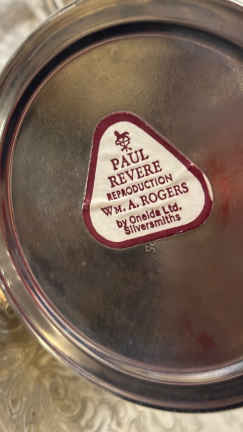 PAUL
REVERE
REPRODUCTION
WM. A. ROGERS
by Oneida Ltd.
Silversmiths